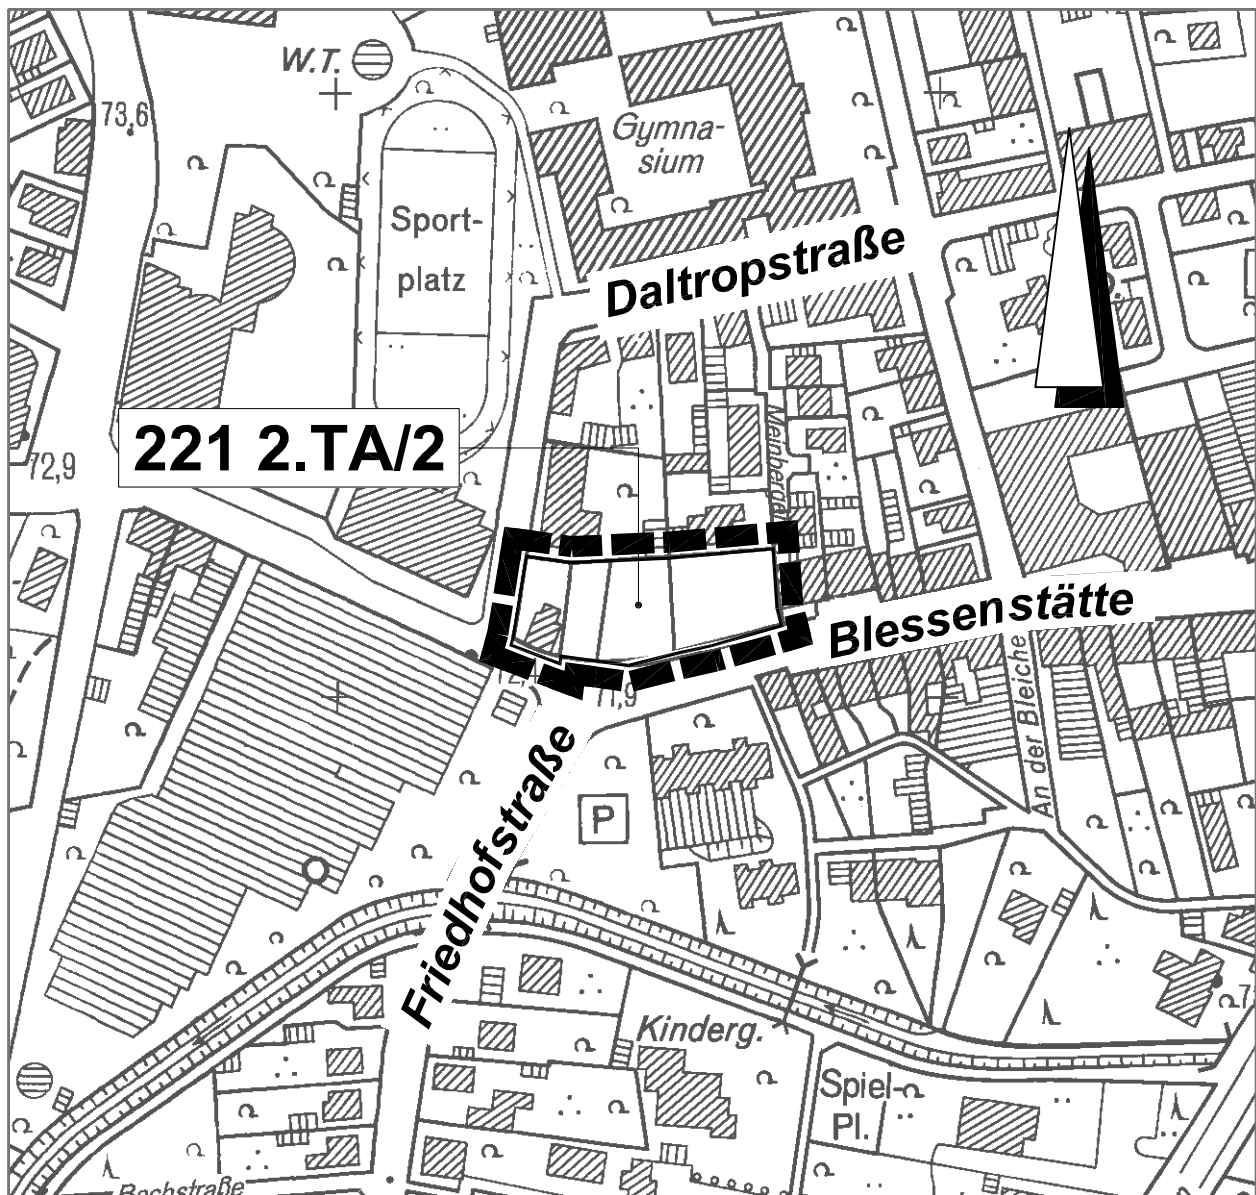 W.T.
73,6
Gymna-
sium
Sport-
platz
Daltropstraße
221 2.TA/2
72,9
Blessenstätte
71,9
An der Bleiche
Friedhofstraße
P
Kinderg.
Spiel-
Pl.
Bachstraße